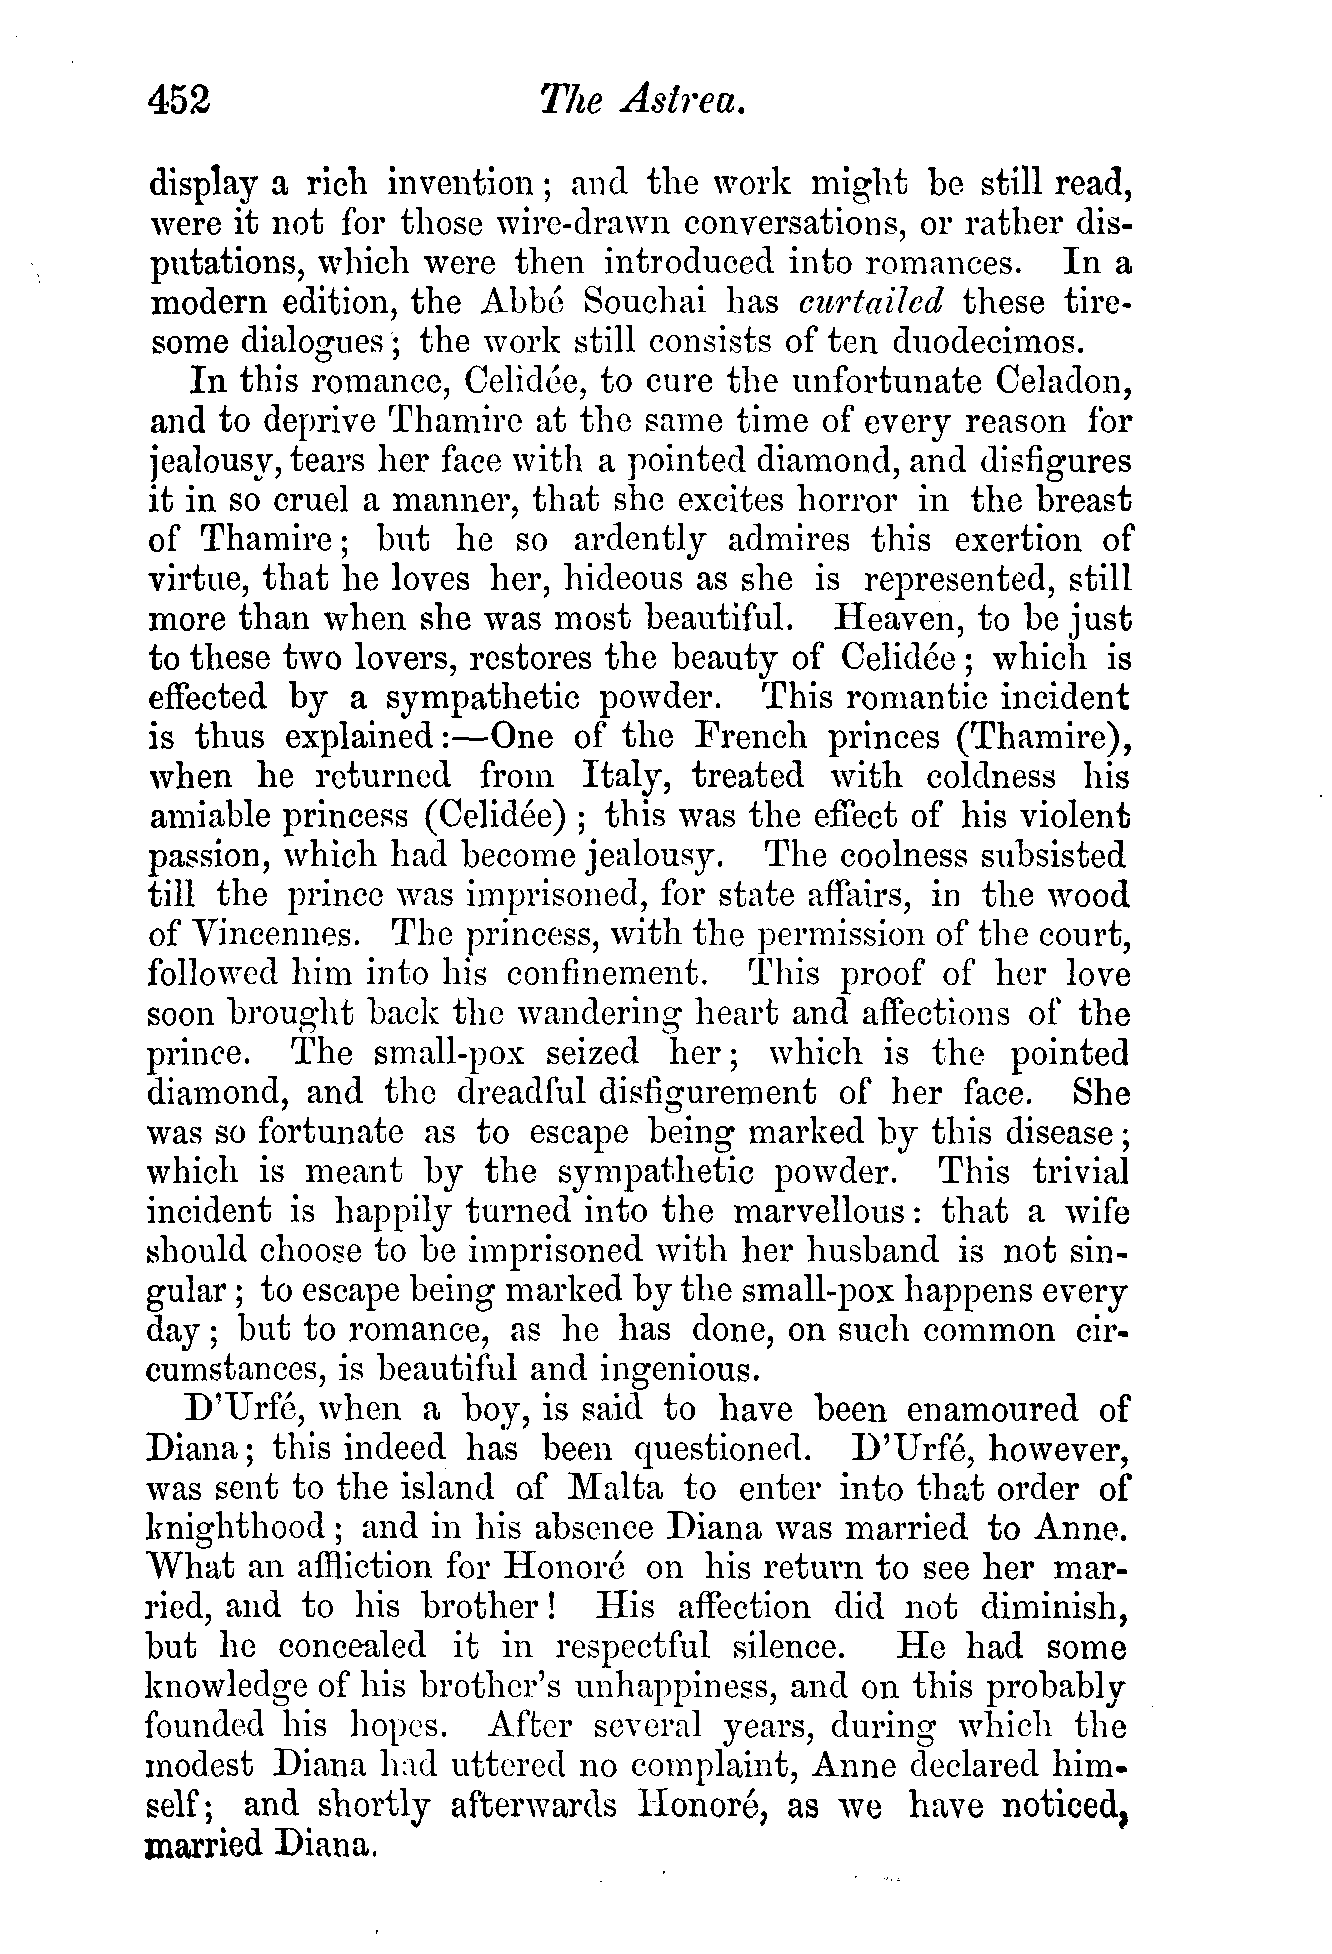 452 The Astrea.
display a rich invention; and the work might be still read,
were it not for those wire-drawn conversations, or rather dis-
putations, which were then introduced into romances. In a
modern edition, the Abbé Souchai has curtailed these tire-
some dialogues; the work still consists of ten duodecimos.
In this romance, Celidée, to cure the unfortunate Celadon,
and to deprive Thamire at the same time of every reason for
jealousy, tears her face with a pointed diamond, and disfigures
it in so cruel a manner, that she excites horror in the breast
of Thamire; but he so ardently admires this exertion of
virtue, that he loves her, hideous as she is represented, still
more than when she was most beautiful. Heaven, to be just
to these two lovers, restores the beauty of Celidée; which is
effected by a sympathetic powder. This romantic incident
is thus explained:—One of the French princes (Thamire),
when he returned from Italy, treated with coldness his
amiable princess (Celidée); this was the effect of his violent
passion, which had become jealousy. The coolness subsisted
till the prince was imprisoned, for state affairs, in the wood
of Vincennes. The princess, with the permission of the court,
followed him into his confinement. This proof of her love
soon brought back the wandering heart and affections of the
prince. The small-pox seized her; which is the pointed
diamond, and the dreadful disfigurement of her face. She
was so fortunate as to escape being marked by this disease;
which is meant by the sympathetic powder. This trivial
incident is happily turned into the marvellous: that a wife
should choose to be imprisoned with her husband is not sin-
gular; to escape being marked by the small-pox happens every
day; but to romance, as he has done, on such common cir-
cumstances, is beautiful and ingenious.
D'Urfé, when a boy, is said to have been enamoured of
Diana; this indeed has been questioned. D'Urfé, however,
was sent to the island of Malta to enter into that order of
knighthood; and in his absence Diana was married to Anne.
What an affliction for Honoré on his return to see her mar-
ried, and to his brother! His affection did not diminish,
but he concealed it in respectful silence. He had some
knowledge of his brother's unhappiness, and on this probably
founded his hopes. After several years, during which the
modest Diana had uttered no complaint, Anne declared him-
self; and shortly afterwards Honoré, as we have noticed,
married Diana.